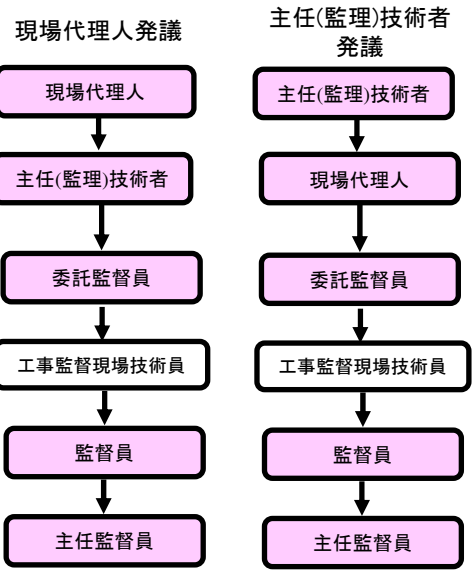 現場代理人発議
現場代理人
主任(監理)技術者
委託監督員
工事監督現場技術員
監督員
主任監督員
主任(監理)技術者
発議
主任(監理)技術者
現場代理人
委託監督員
工事監督現場技術員
監督員
主任監督員